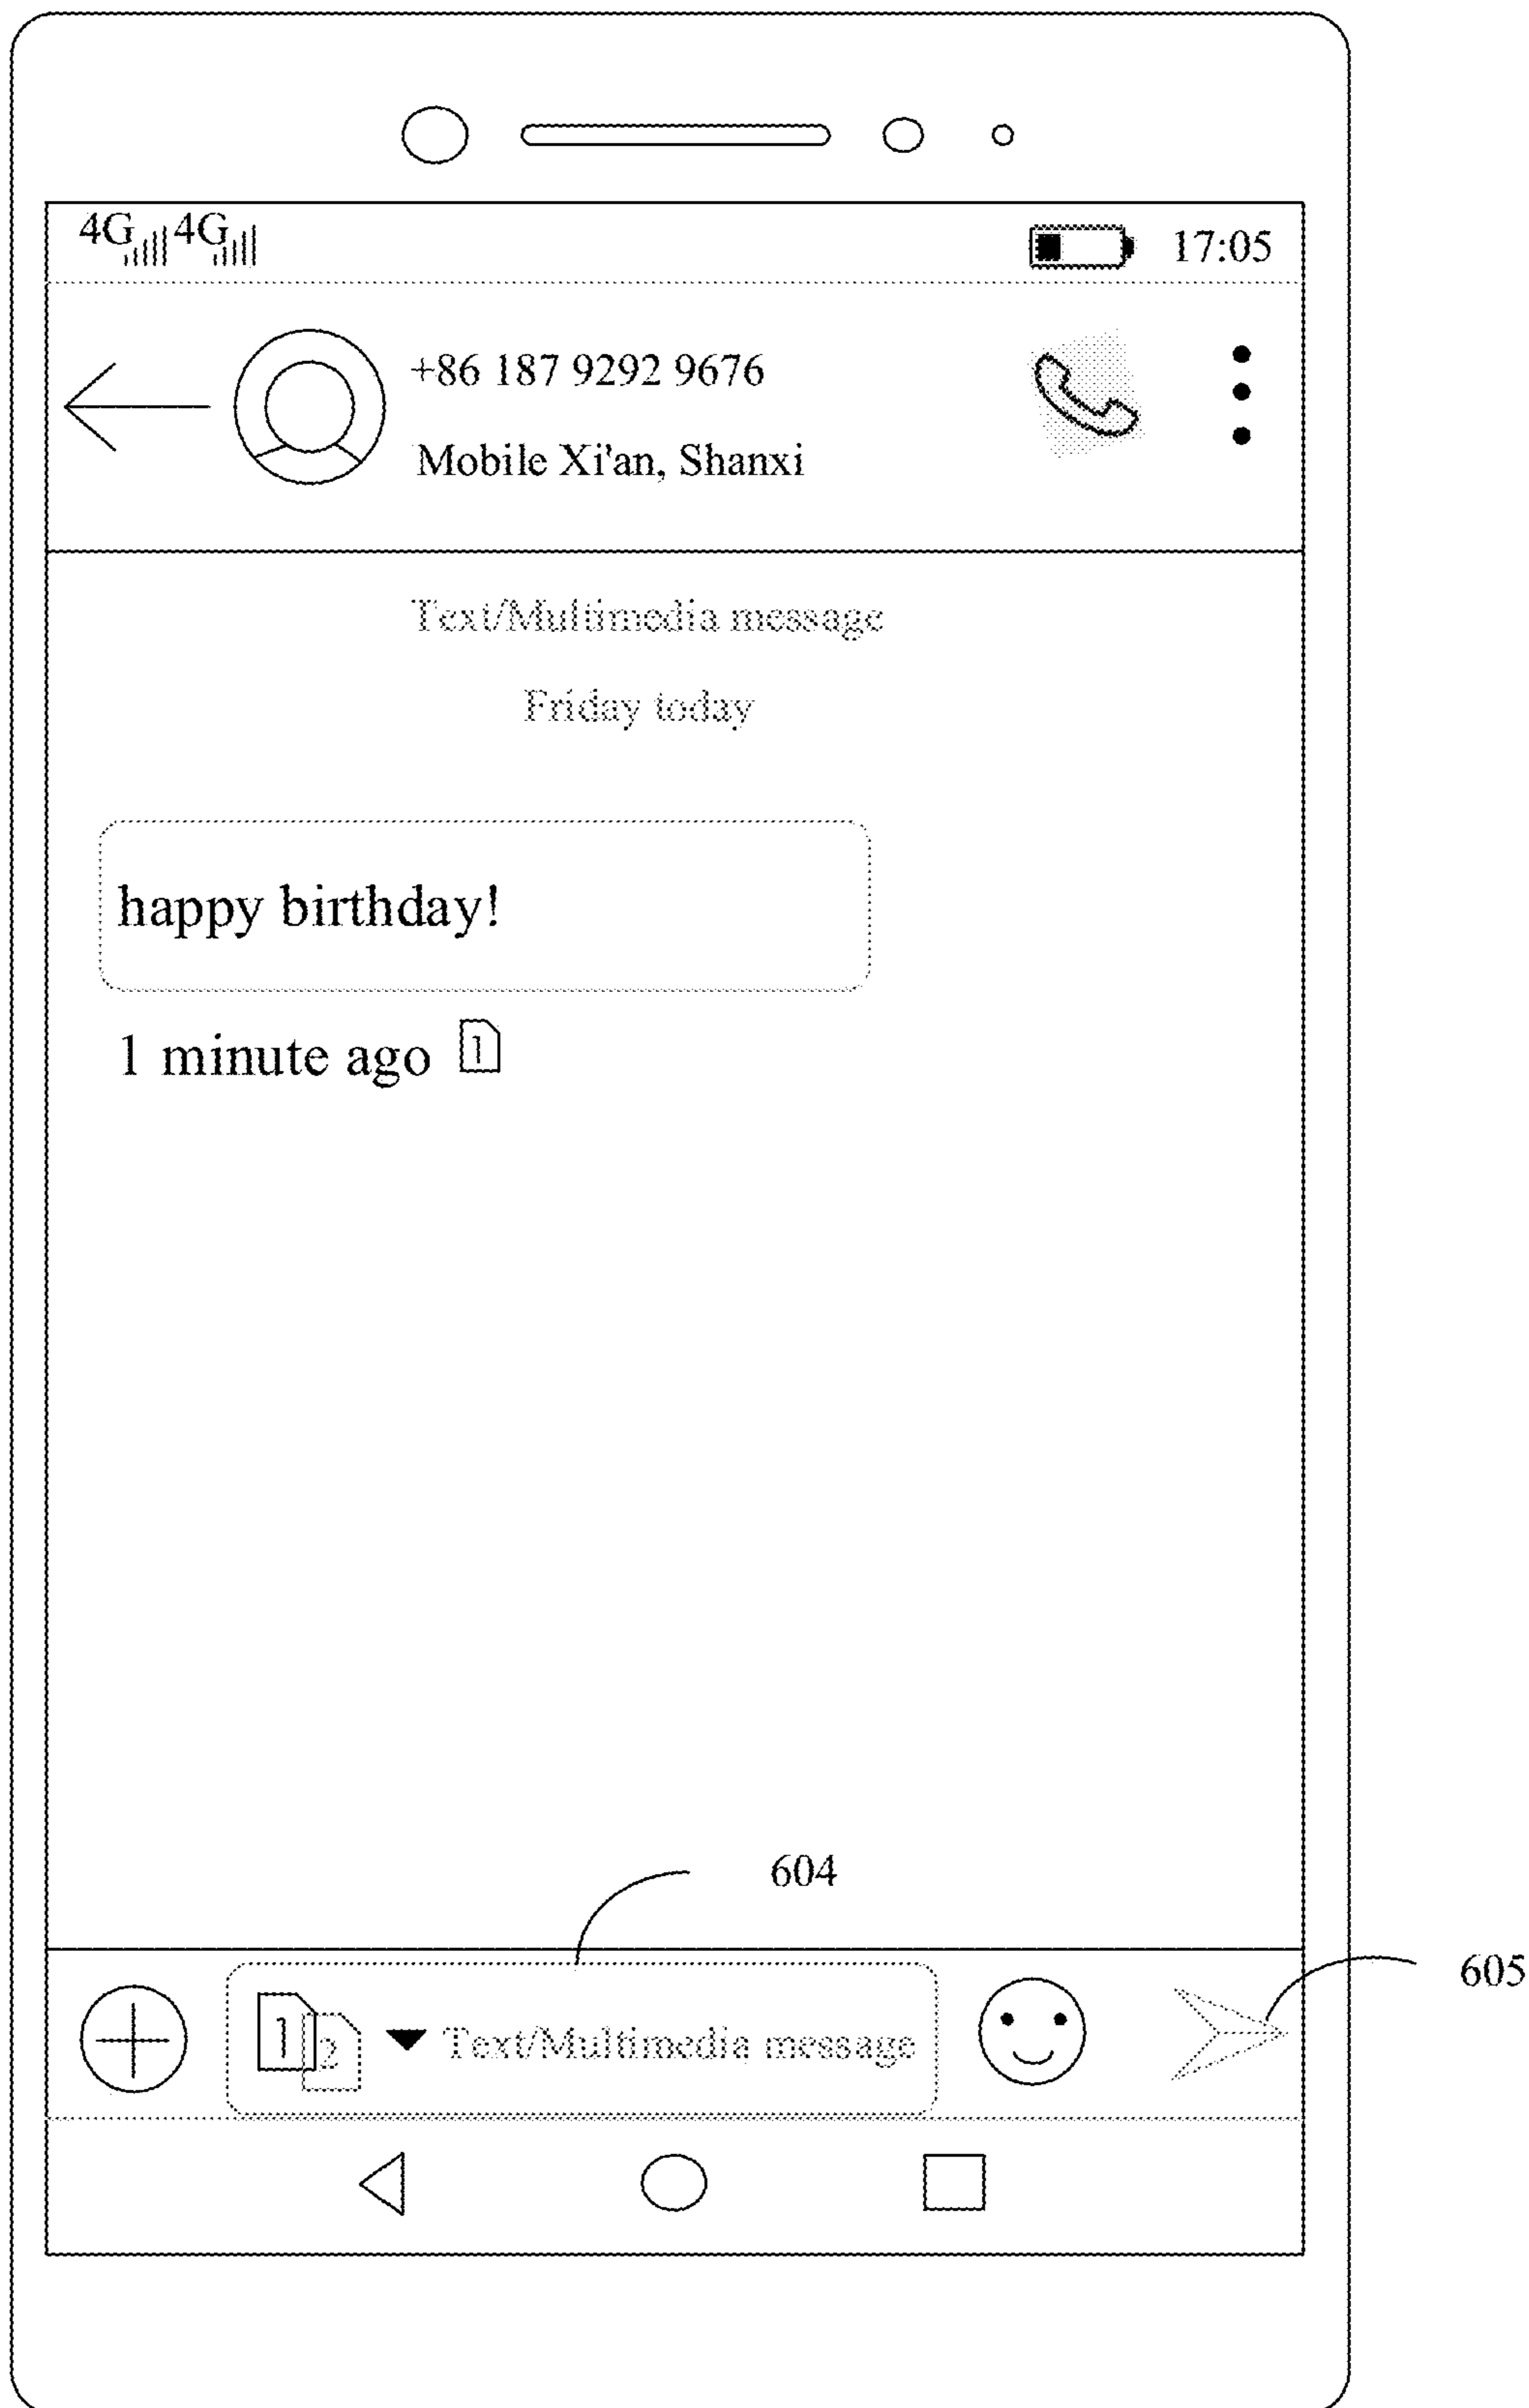 4G 4G 17:05
+86 187 9292 9676
Mobile Xi'an, Shanxi
Text/Multimedia message
Friday today
happy birthday!
1 minute ago 1
604
605
1 2 Text/Multimedia message